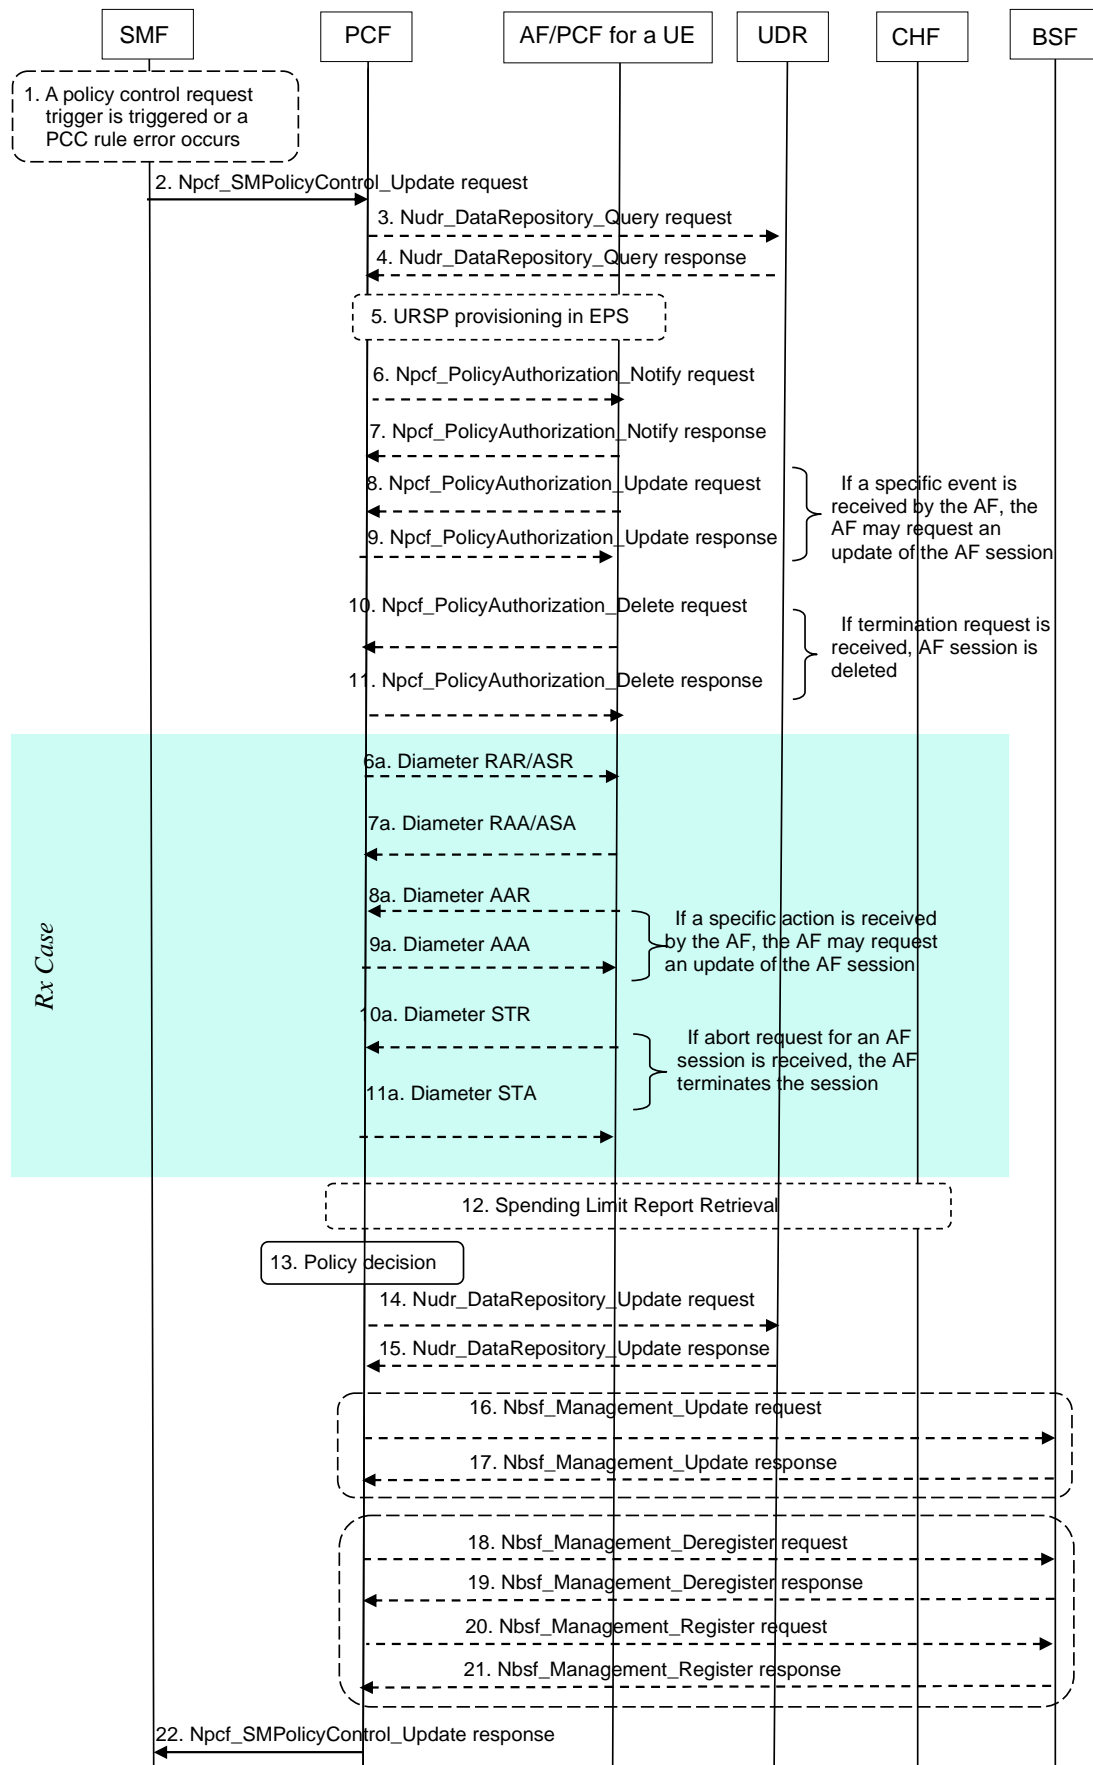 SMF
PCF
AF/PCF for a UE
UDR
CHF
BSF
1. A policy control request
trigger is triggered or a
PCC rule error occurs
2. Npcf_SMPolicyControl_Update request
3. Nudr_DataRepository_Query request
4. Nudr_DataRepository_Query response
5. URSP provisioning in EPS
6. Npcf_PolicyAuthorization_Notify request
7. Npcf_PolicyAuthorization_Notify response
8. Npcf_PolicyAuthorization_Update request
9. Npcf_PolicyAuthorization_Update response
If a specific event is
received by the AF, the
AF may request an
update of the AF session
10. Npcf_PolicyAuthorization_Delete request
11. Npcf_PolicyAuthorization_Delete response
If termination request is
received, AF session is
deleted
Rx Case
6a. Diameter RAR/ASR
7a. Diameter RAA/ASA
8a. Diameter AAR
9a. Diameter AAA
If a specific action is received
by the AF, the AF may request
an update of the AF session
10a. Diameter STR
11a. Diameter STA
If abort request for an AF
session is received, the AF
terminates the session
12. Spending Limit Report Retrieval
13. Policy decision
14. Nudr_DataRepository_Update request
15. Nudr_DataRepository_Update response
16. Nbsf_Management_Update request
17. Nbsf_Management_Update response
18. Nbsf_Management_Deregister request
19. Nbsf_Management_Deregister response
20. Nbsf_Management_Register request
21. Nbsf_Management_Register response
22. Npcf_SMPolicyControl_Update response